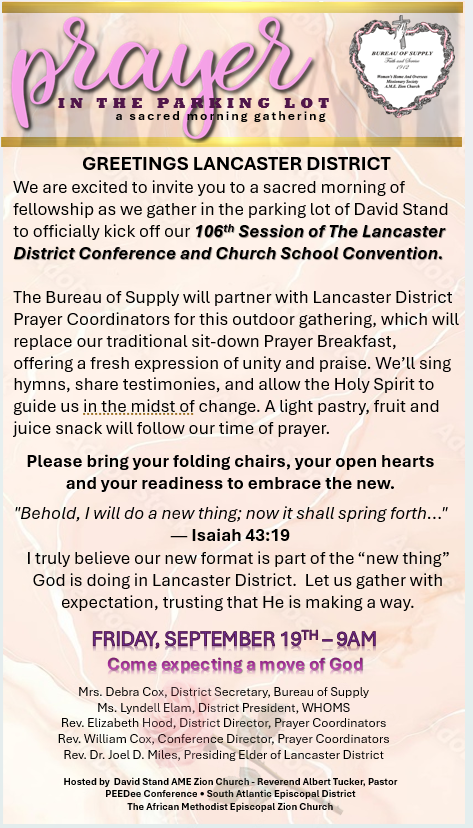 prayer
IN THE PARKING LOT
a sacred morning gathering
BUREAU OF SUPPLY
Faith and Service
1912
Woman's Home And Overseas
Missionary Society
A.M.E. Zion Church
GREETINGS LANCASTER DISTRICT
We are excited to invite you to a sacred morning of
fellowship as we gather in the parking lot of David Stand
to officially kick off our 106th Session of The Lancaster
District Conference and Church School Convention.
The Bureau of Supply will partner with Lancaster District
Prayer Coordinators for this outdoor gathering, which will
replace our traditional sit-down Prayer Breakfast,
offering a fresh expression of unity and praise. We’ll sing
hymns, share testimonies, and allow the Holy Spirit to
guide us in the midst of change. A light pastry, fruit and
juice snack will follow our time of prayer.
Please bring your folding chairs, your open hearts
and your readiness to embrace the new.
"Behold, I will do a new thing; now it shall spring forth..."
— Isaiah 43:19
I truly believe our new format is part of the “new thing”
God is doing in Lancaster District. Let us gather with
expectation, trusting that He is making a way.
FRIDAY, SEPTEMBER 19TH – 9AM
Come expecting a move of God
Mrs. Debra Cox, District Secretary, Bureau of Supply
Ms. Lyndell Elam, District President, WHOMS
Rev. Elizabeth Hood, District Director, Prayer Coordinators
Rev. William Cox, Conference Director, Prayer Coordinators
Rev. Dr. Joel D. Miles, Presiding Elder of Lancaster District
Hosted by David Stand AME Zion Church - Reverend Albert Tucker, Pastor
PEEDee Conference • South Atlantic Episcopal District
The African Methodist Episcopal Zion Church